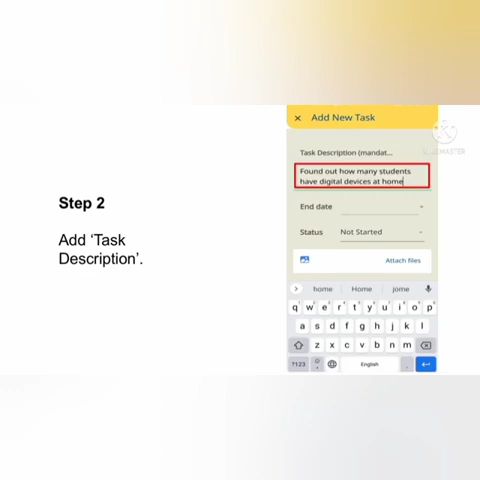 Step 2
Add ‘Task
Description’.
Add New Task
Task Description (mandat...
Found out how many students
have digital devices at home
End date
Status Not Started
Attach files
home Home jome
q w e r t y u i o p
a s d f g h j k l
z x c v b n m
?123 , English .